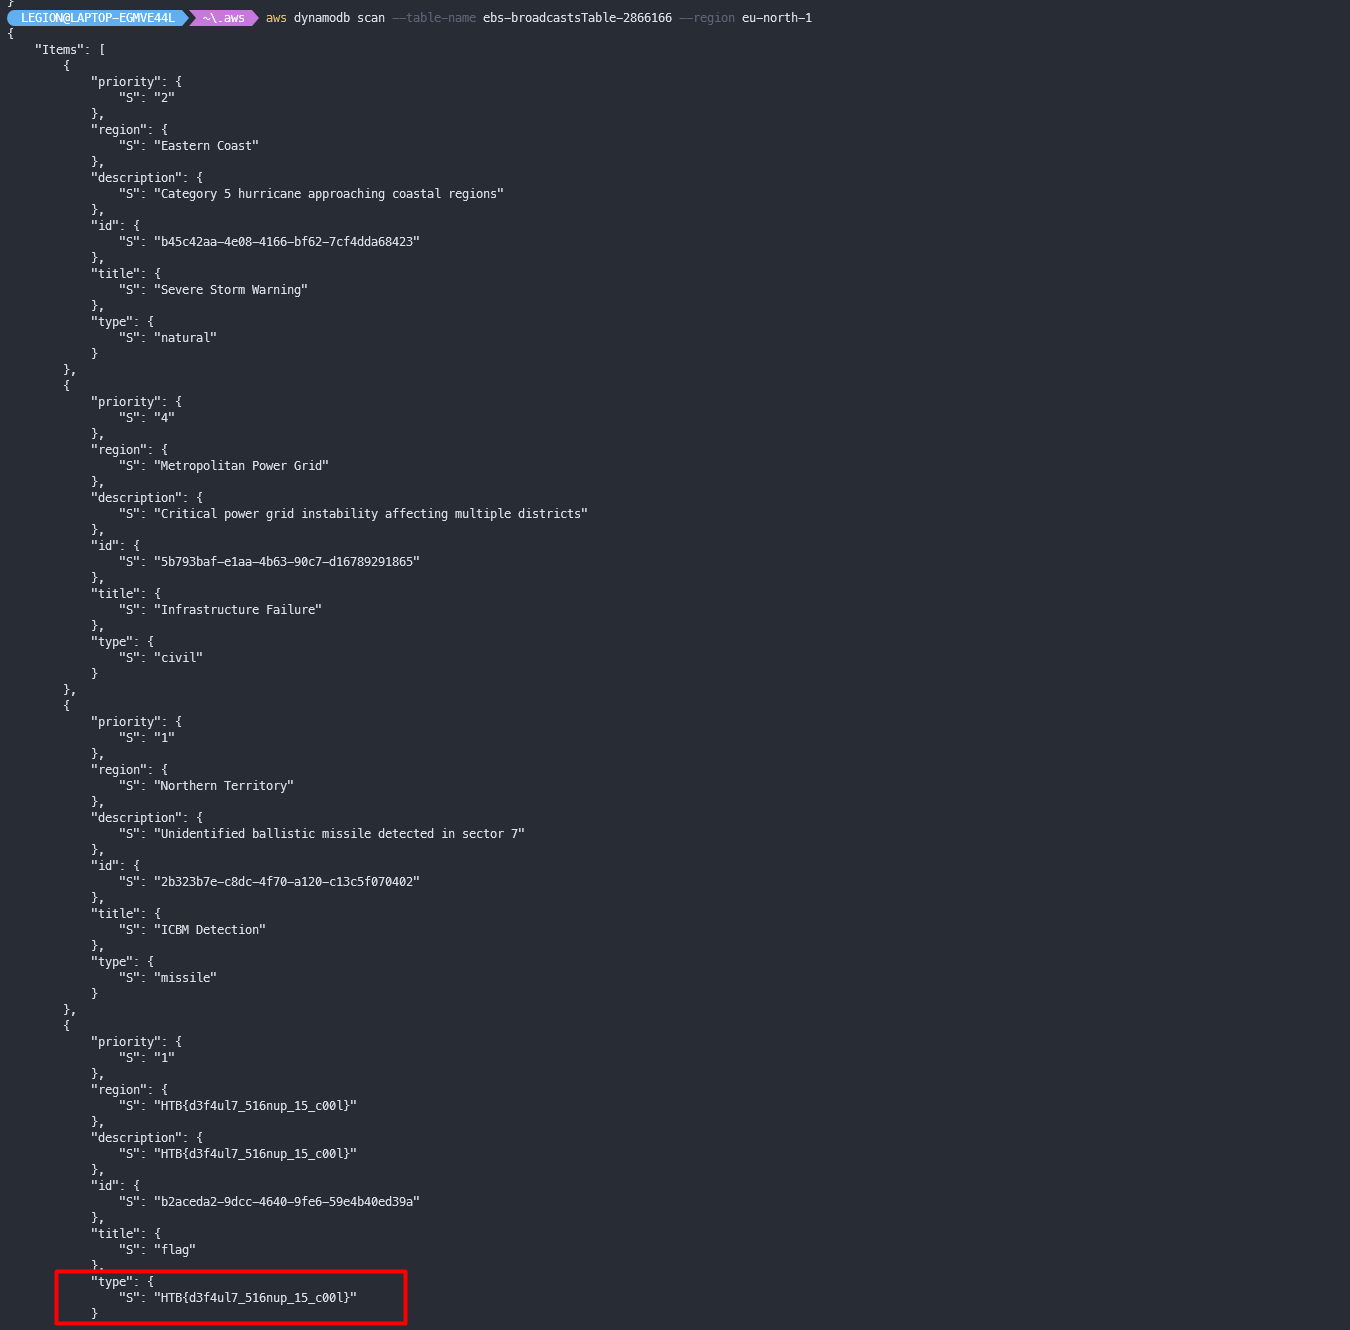 }
LEGION@LAPTOP-EGMVE44L ~\.aws aws dynamodb scan --table-name ebs-broadcastsTable-2866166 --region eu-north-1
{
    "Items": [
        {
            "priority": {
                "S": "2"
            },
            "region": {
                "S": "Eastern Coast"
            },
            "description": {
                "S": "Category 5 hurricane approaching coastal regions"
            },
            "id": {
                "S": "b45c42aa-4e08-4166-bf62-7cf4dda68423"
            },
            "title": {
                "S": "Severe Storm Warning"
            },
            "type": {
                "S": "natural"
            }
        },
        {
            "priority": {
                "S": "4"
            },
            "region": {
                "S": "Metropolitan Power Grid"
            },
            "description": {
                "S": "Critical power grid instability affecting multiple districts"
            },
            "id": {
                "S": "5b793baf-e1aa-4b63-90c7-d16789291865"
            },
            "title": {
                "S": "Infrastructure Failure"
            },
            "type": {
                "S": "civil"
            }
        },
        {
            "priority": {
                "S": "1"
            },
            "region": {
                "S": "Northern Territory"
            },
            "description": {
                "S": "Unidentified ballistic missile detected in sector 7"
            },
            "id": {
                "S": "2b323b7e-c8dc-4f70-a120-c13c5f070402"
            },
            "title": {
                "S": "ICBM Detection"
            },
            "type": {
                "S": "missile"
            }
        },
        {
            "priority": {
                "S": "1"
            },
            "region": {
                "S": "HTB{d3f4ul7_516nup_15_c00l}"
            },
            "description": {
                "S": "HTB{d3f4ul7_516nup_15_c00l}"
            },
            "id": {
                "S": "b2aceda2-9dcc-4640-9fe6-59e4b40ed39a"
            },
            "title": {
                "S": "flag"
            },
            "type": {
                "S": "HTB{d3f4ul7_516nup_15_c00l}"
            }